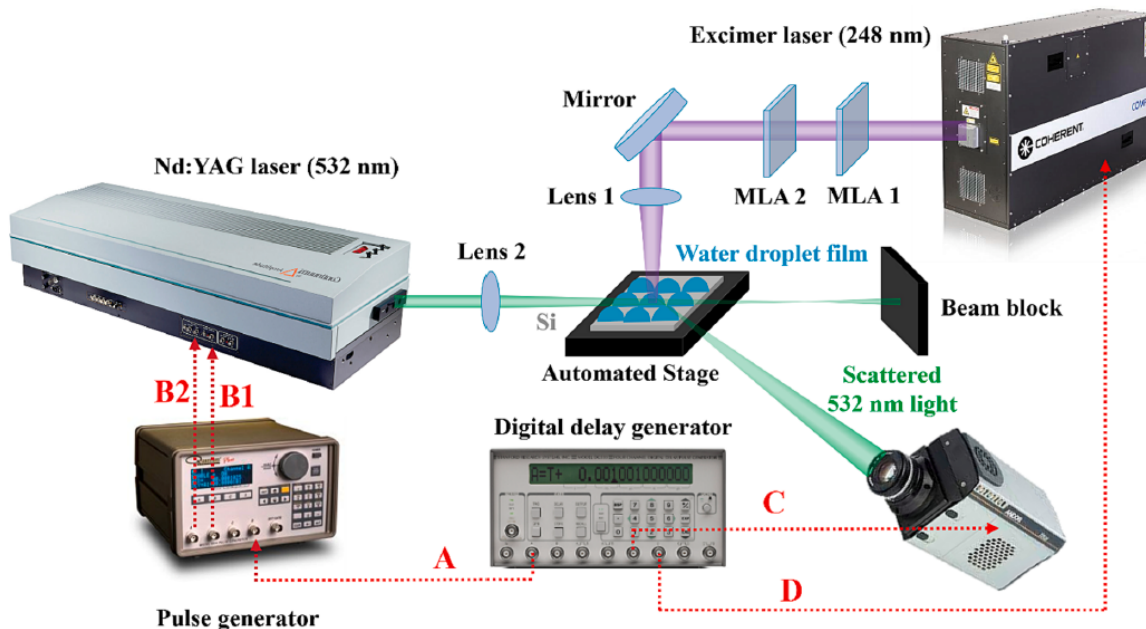 Excimer laser (248 nm)
COHERENT
Mirror
Nd:YAG laser (532 nm)
Lens 1
MLA 2
MLA 1
Lens 2
Water droplet film
Si
Beam block
Automated Stage
Scattered
532 nm light
B2
B1
Digital delay generator
A=T+ 0.001001000000
C
A
D
Pulse generator